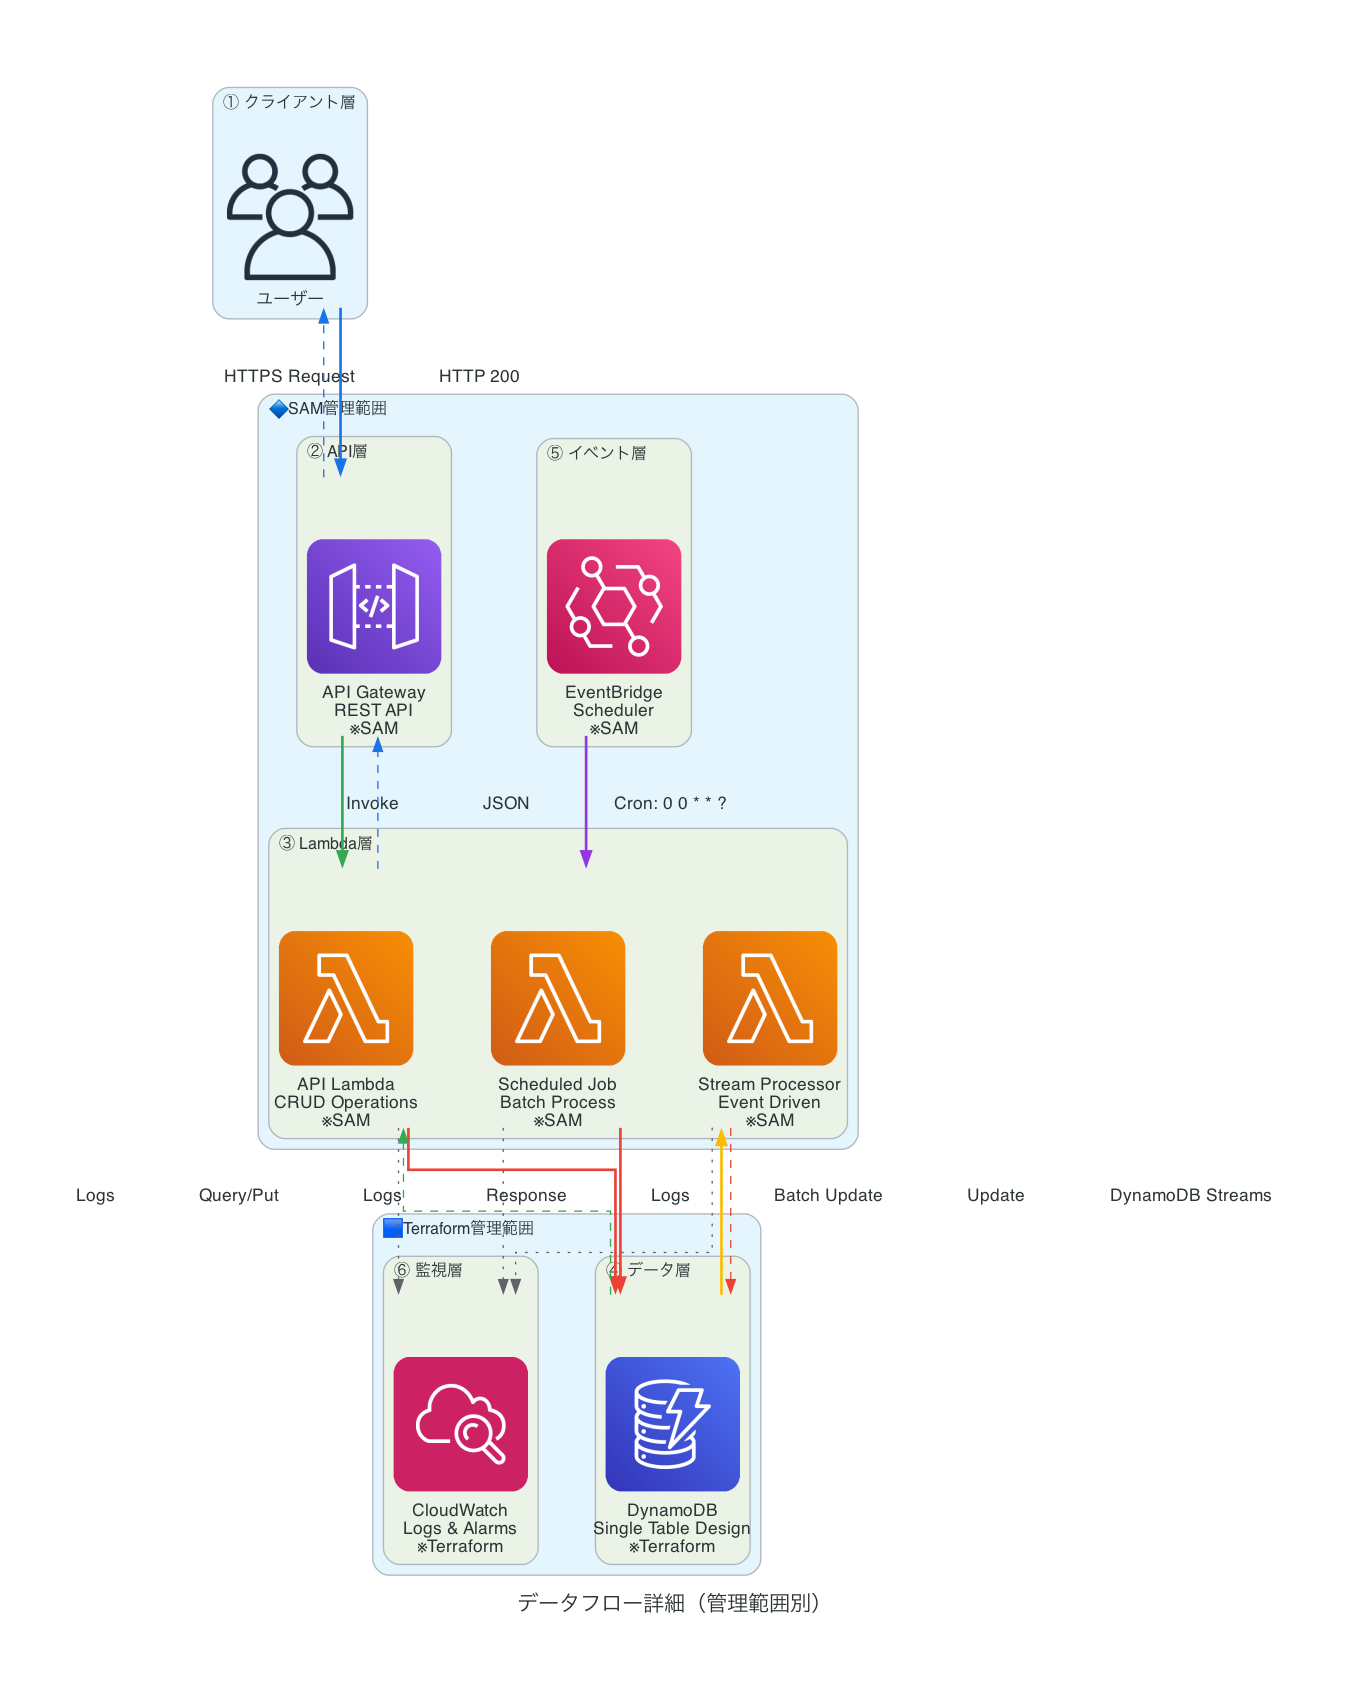 ① クライアント層
ユーザー
HTTPS Request
HTTP 200
SAM管理範囲
② API層
⑤ イベント層
API Gateway
REST API
※SAM
EventBridge
Scheduler
※SAM
Invoke
JSON
Cron: 0 0 * * ?
③ Lambda層
API Lambda
CRUD Operations
※SAM
Scheduled Job
Batch Process
※SAM
Stream Processor
Event Driven
※SAM
Logs
Query/Put
Logs
Response
Logs
Batch Update
Update
DynamoDB Streams
Terraform管理範囲
⑥ 監視層
④ データ層
CloudWatch
Logs & Alarms
※Terraform
DynamoDB
Single Table Design
※Terraform
データフロー詳細（管理範囲別）